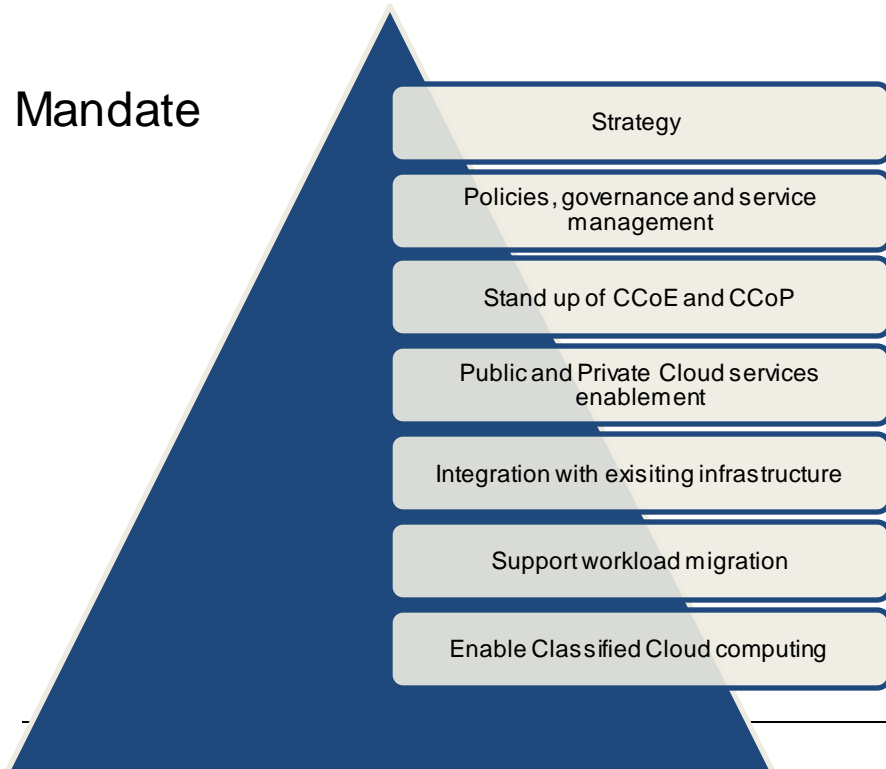 Mandate
Strategy
Policies, governance and service
management
Stand up of CCoE and CCoP
Public and Private Cloud services
enablement
Integration with exisiting infrastructure
Support workload migration
Enable Classified Cloud computing